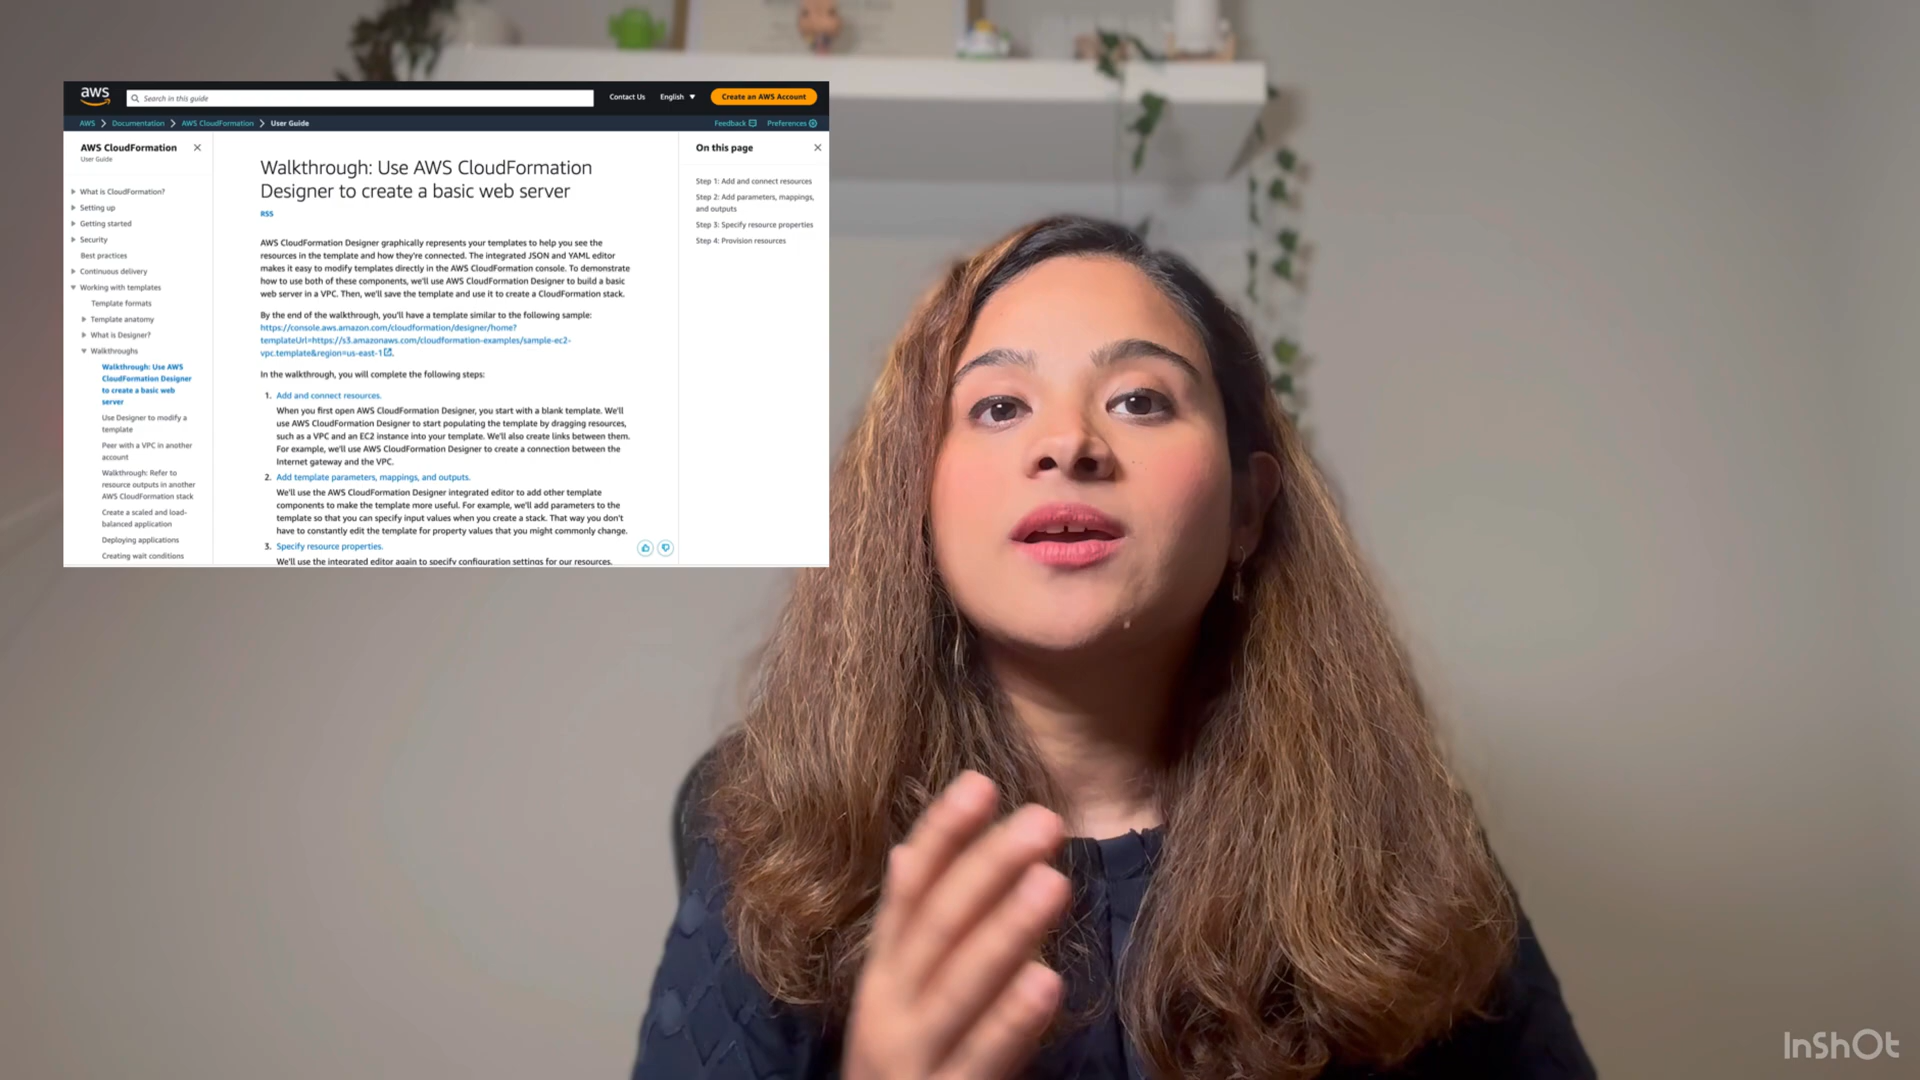 aws
Search in this guide
Contact Us
English
Create an AWS Account
AWS > Documentation > AWS CloudFormation > User Guide
Feedback
Preferences
AWS CloudFormation
User Guide
What is CloudFormation?
Setting up
Getting started
Security
Best practices
Continuous delivery
Working with templates
Template formats
Template anatomy
What is Designer?
Walkthroughs
Walkthrough: Use AWS
CloudFormation Designer
to create a basic web
server
Use Designer to modify a
template
Peer with a VPC in another
account
Walkthrough: Refer to
resource outputs in another
AWS CloudFormation stack
Create a scaled and load-
balanced application
Deploying applications
Creating wait conditions
Walkthrough: Use AWS CloudFormation
Designer to create a basic web server
RSS
AWS CloudFormation Designer graphically represents your templates to help you see the
resources in the template and how they're connected. The integrated JSON and YAML editor
makes it easy to modify templates directly in the AWS CloudFormation console. To demonstrate
how to use both of these components, we'll use AWS CloudFormation Designer to build a basic
web server in a VPC. Then, we'll save the template and use it to create a CloudFormation stack.
By the end of the walkthrough, you'll have a template similar to the following sample:
https://console.aws.amazon.com/cloudformation/designer/home?
templateUrl=https://s3.amazonaws.com/cloudformation-examples/sample-ec2-
vpc.template&region=us-east-1.
In the walkthrough, you will complete the following steps:
1. Add and connect resources.
When you first open AWS CloudFormation Designer, you start with a blank template. We'll
use AWS CloudFormation Designer to start populating the template by dragging resources,
such as a VPC and an EC2 instance into your template. We'll also create links between them.
For example, we'll use AWS CloudFormation Designer to create a connection between the
Internet gateway and the VPC.
2. Add template parameters, mappings, and outputs.
We'll use the AWS CloudFormation Designer integrated editor to add other template
components to make the template more useful. For example, we'll add parameters to the
template so that you can specify input values when you create a stack. That way you don't
have to constantly edit the template for property values that you might commonly change.
3. Specify resource properties.
We'll use the integrated editor again to specify configuration settings for our resources.
On this page
Step 1: Add and connect resources
Step 2: Add parameters, mappings,
and outputs
Step 3: Specify resource properties
Step 4: Provision resources
InShOt